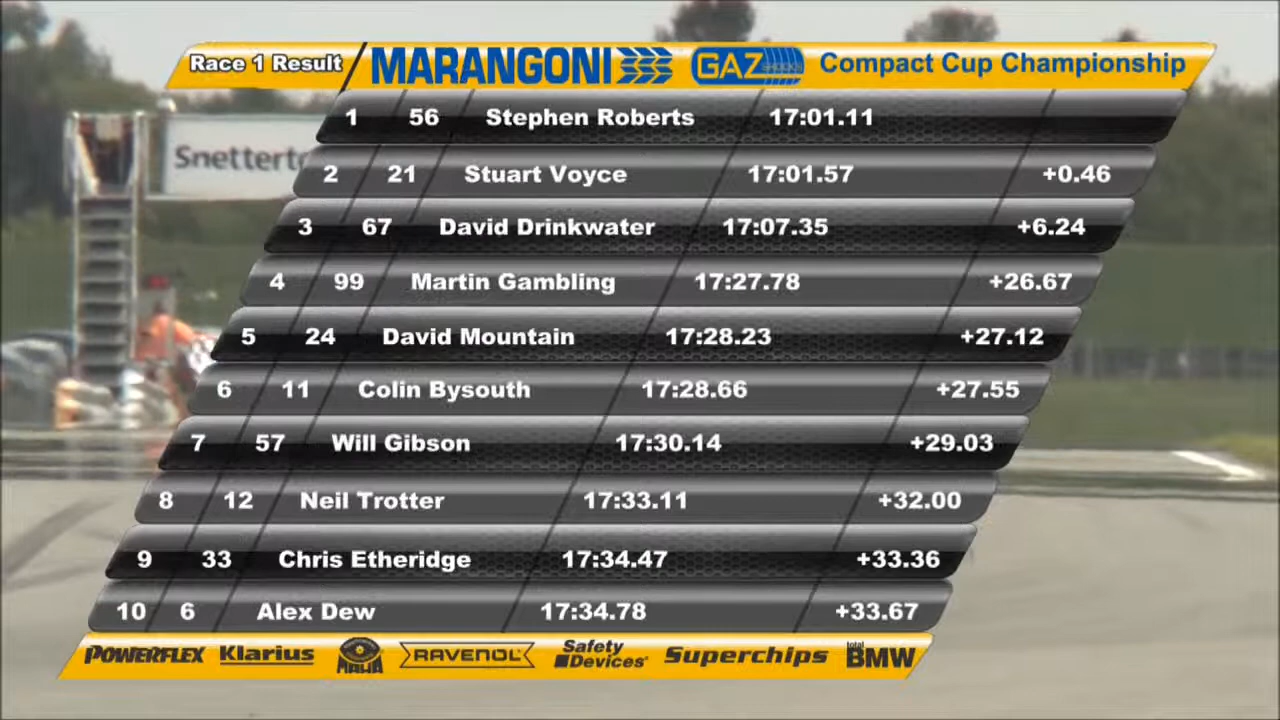 Race 1 Result MARANGONI GAZ SHOCKS Compact Cup Championship
Snetterto
1 56 Stephen Roberts 17:01.11
2 21 Stuart Voyce 17:01.57 +0.46
3 67 David Drinkwater 17:07.35 +6.24
4 99 Martin Gambling 17:27.78 +26.67
5 24 David Mountain 17:28.23 +27.12
6 11 Colin Bysouth 17:28.66 +27.55
7 57 Will Gibson 17:30.14 +29.03
8 12 Neil Trotter 17:33.11 +32.00
9 33 Chris Etheridge 17:34.47 +33.36
10 6 Alex Dew 17:34.78 +33.67
POWERFLEX Klarius MAHA RAVENOL Safety Devices Superchips total BMW